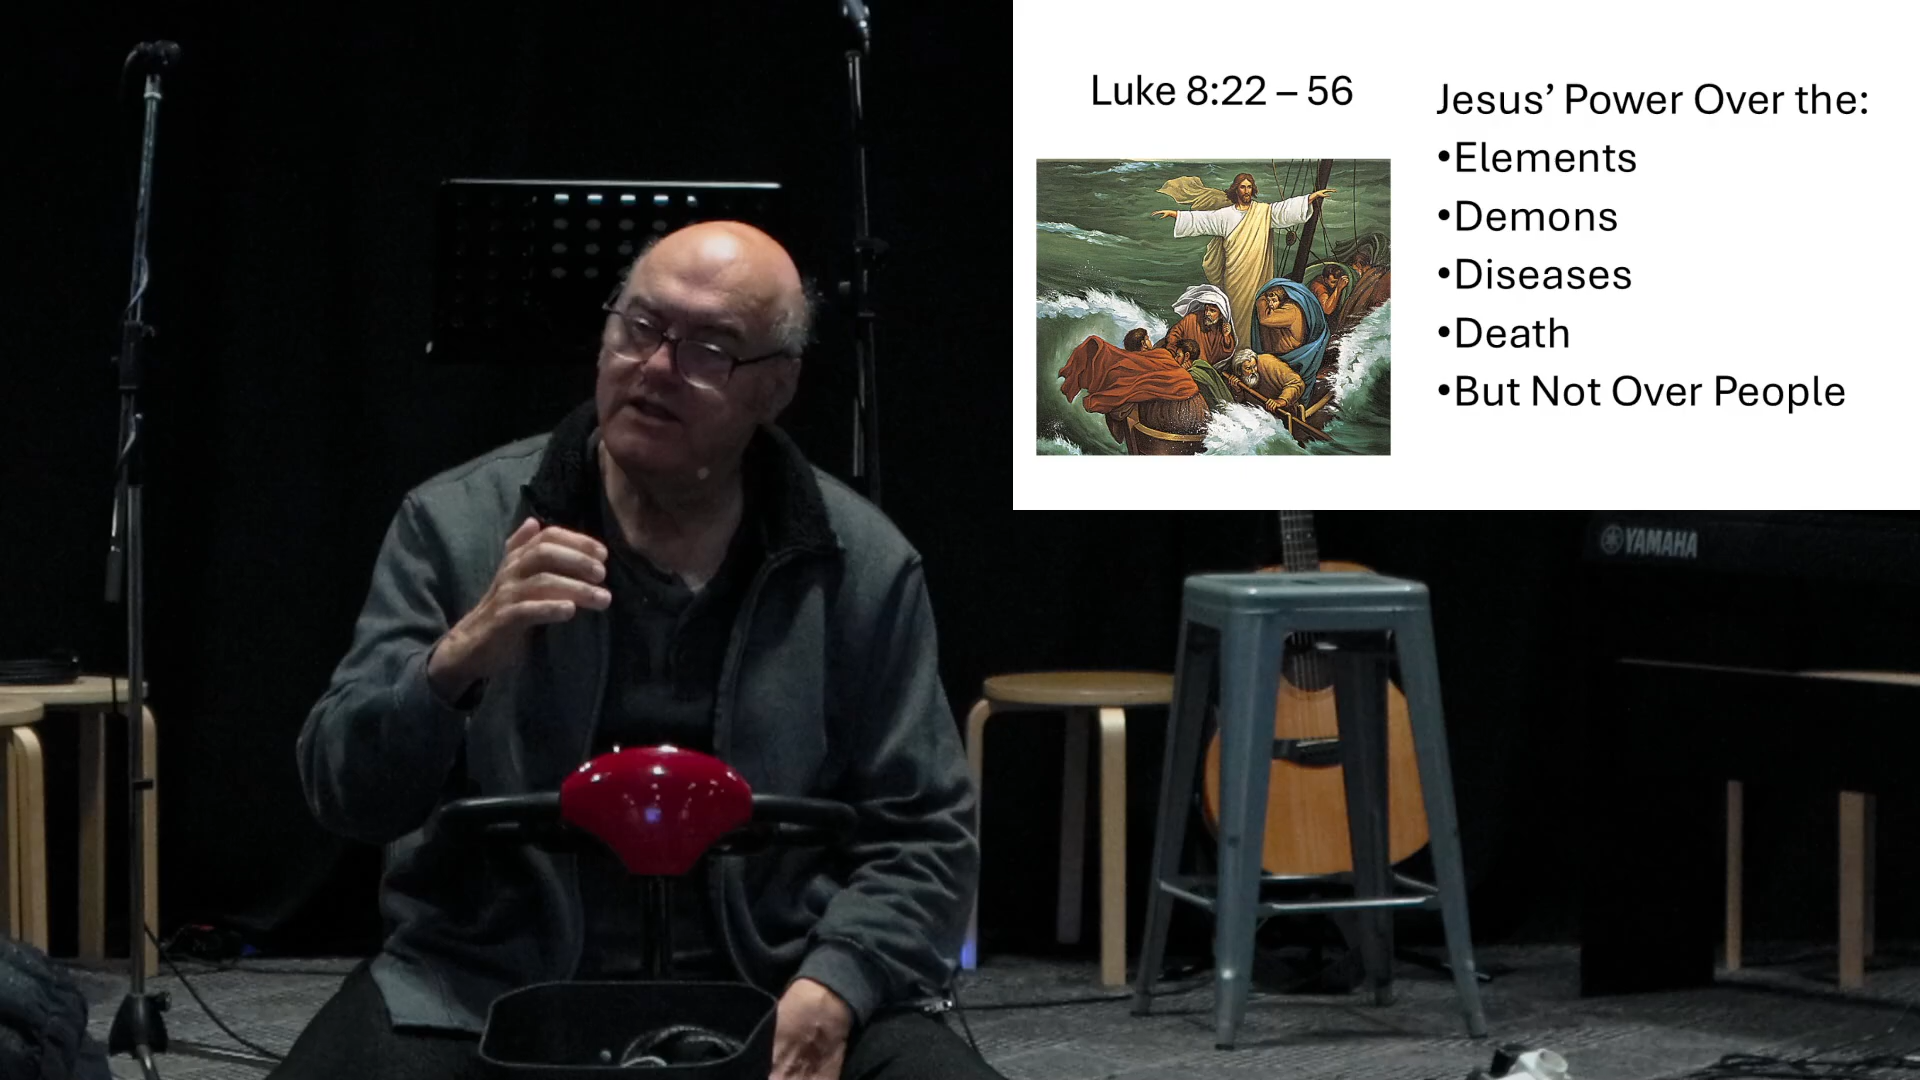 Luke 8:22 – 56
Jesus’ Power Over the:
•Elements
•Demons
•Diseases
•Death
•But Not Over People
YAMAHA